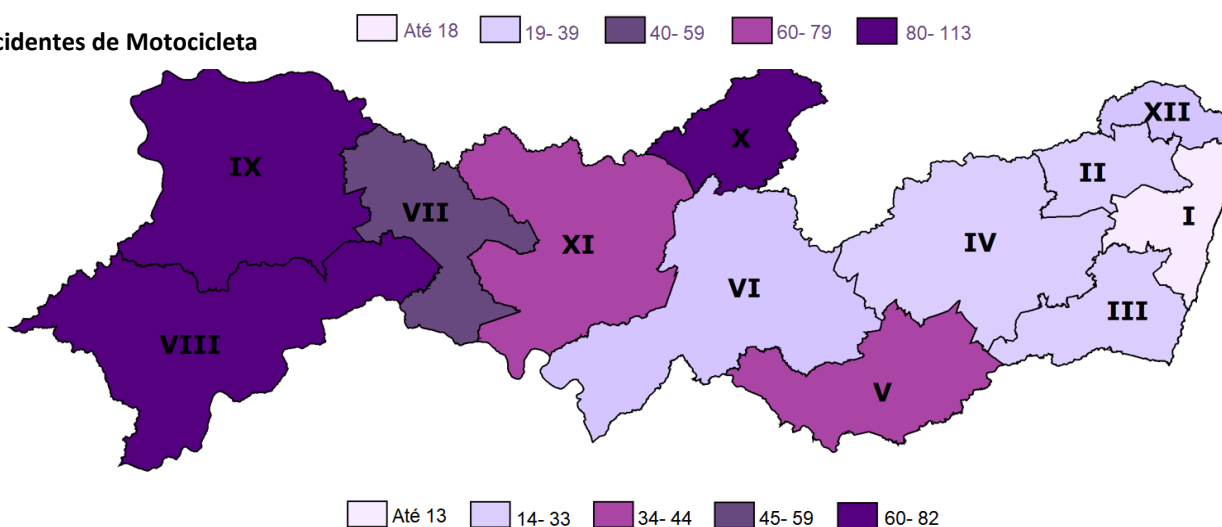 cidentes de Motocicleta
Até 18 19- 39 40- 59 60- 79 80- 113
XII
IX X II
VII I
XI IV
VI
VIII III
V
Até 13 14- 33 34- 44 45- 59 60- 82